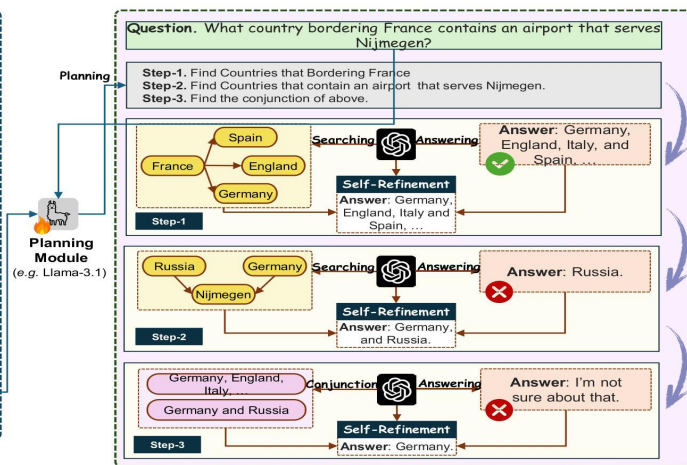 Question. What country bordering France contains an airport that serves
Nijmegen?
Planning
Step-1. Find Countries that Bordering France
Step-2. Find Countries that contain an airport that serves Nijmegen.
Step-3. Find the conjunction of above.
Planning
Module
(e.g. Llama-3.1)
France
Spain
England
Germany
Step-1
Searching
Answering
Self-Refinement
Answer: Germany,
England, Italy and
Spain, ...
Answer: Germany,
England, Italy, and
Spain, ...
Russia
Germany
Nijmegen
Step-2
Searching
Answering
Self-Refinement
Answer: Germany,
and Russia.
Answer: Russia.
Germany, England,
Italy, ...
Germany and Russia
Step-3
Conjunction
Answering
Self-Refinement
Answer: Germany.
Answer: I'm not
sure about that.